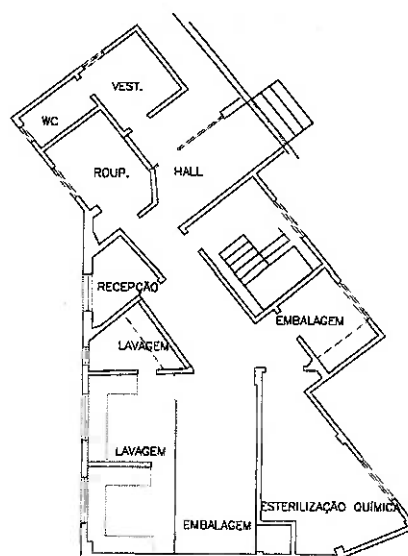 VEST.
WC
ROUP.
HALL
RECEPÇÃO
EMBALAGEM
LAVAGEM
LAVAGEM
ESTERILIZAÇÃO QUÍMICA
EMBALAGEM